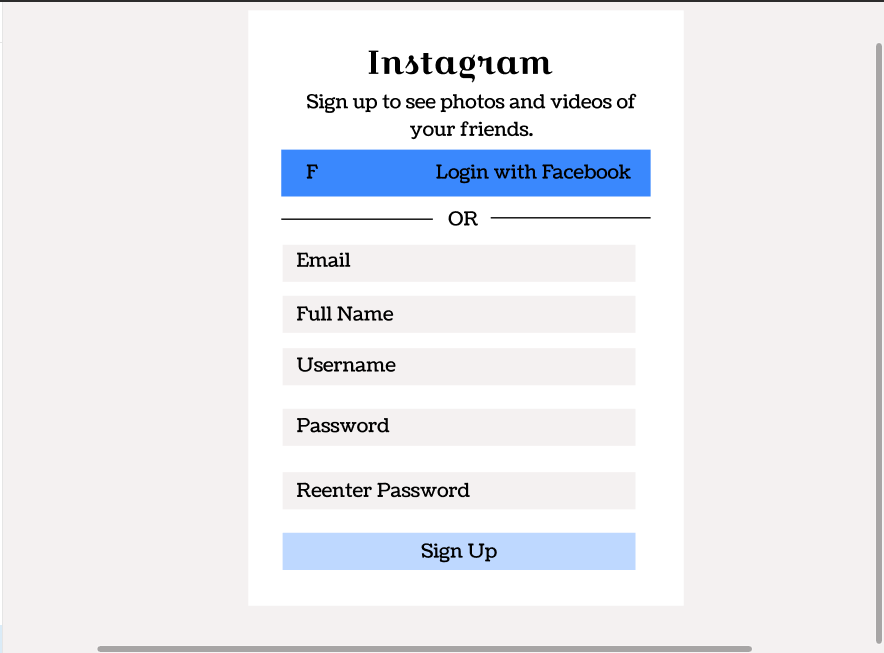 Instagram
Sign up to see photos and videos of
your friends.
F Login with Facebook
OR
Email
Full Name
Username
Password
Reenter Password
Sign Up